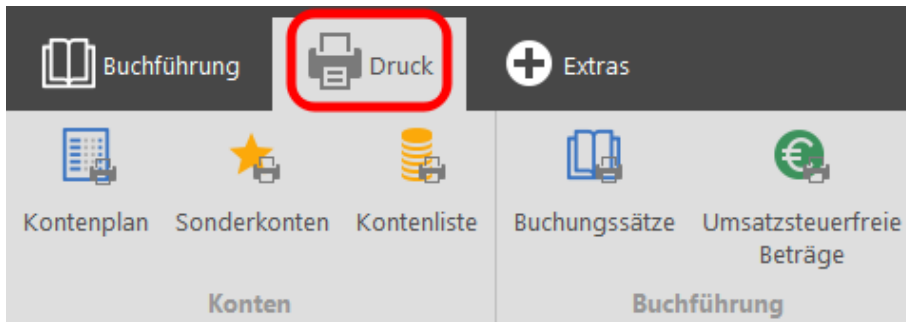 Buchführung Druck Extras
Kontenplan Sonderkonten Kontenliste Buchungssätze Umsatzsteuerfreie
Beträge
Konten Buchführung